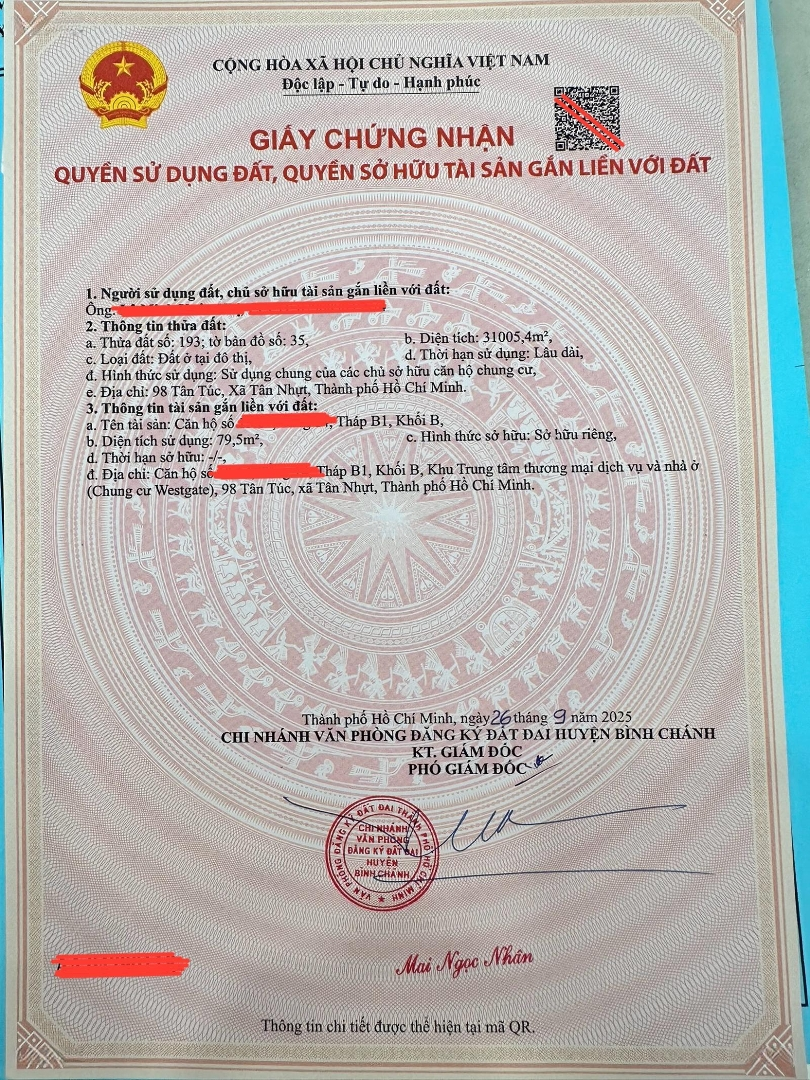 CỘNG HÒA XÃ HỘI CHỦ NGHĨA VIỆT NAM
Độc lập - Tự do - Hạnh phúc
GIẤY CHỨNG NHẬN
QUYỀN SỬ DỤNG ĐẤT, QUYỀN SỞ HỮU TÀI SẢN GẮN LIỀN VỚI ĐẤT
1. Người sử dụng đất, chủ sở hữu tài sản gắn liền với đất:
Ông:
2. Thông tin thửa đất:
a. Thửa đất số: 193; tờ bản đồ số: 35, b. Diện tích: 31005,4m²,
c. Loại đất: Đất ở tại đô thị, d. Thời hạn sử dụng: Lâu dài,
đ. Hình thức sử dụng: Sử dụng chung của các chủ sở hữu căn hộ chung cư,
e. Địa chỉ: 98 Tân Túc, Xã Tân Nhựt, Thành phố Hồ Chí Minh.
3. Thông tin tài sản gắn liền với đất:
a. Tên tài sản: Căn hộ số , Tháp B1, Khối B,
b. Diện tích sử dụng: 79,5m², c. Hình thức sở hữu: Sở hữu riêng,
d. Thời hạn sở hữu: -/-,
đ. Địa chỉ: Căn hộ số Tháp B1, Khối B, Khu Trung tâm thương mại dịch vụ và nhà ở
(Chung cư Westgate), 98 Tân Túc, xã Tân Nhựt, Thành phố Hồ Chí Minh.
Thành phố Hồ Chí Minh, ngày 26 tháng 9 năm 2025
CHI NHÁNH VĂN PHÒNG ĐĂNG KÝ ĐẤT ĐAI HUYỆN BÌNH CHÁNH
KT. GIÁM ĐỐC
PHÓ GIÁM ĐỐC
VĂN PHÒNG ĐĂNG KÝ ĐẤT ĐAI THÀNH PHỐ HỒ CHÍ MINH
CHI NHÁNH
VĂN PHÒNG
ĐĂNG KÝ ĐẤT ĐAI
HUYỆN
BÌNH CHÁNH
Mai Ngọc Nhân
Thông tin chi tiết được thể hiện tại mã QR.